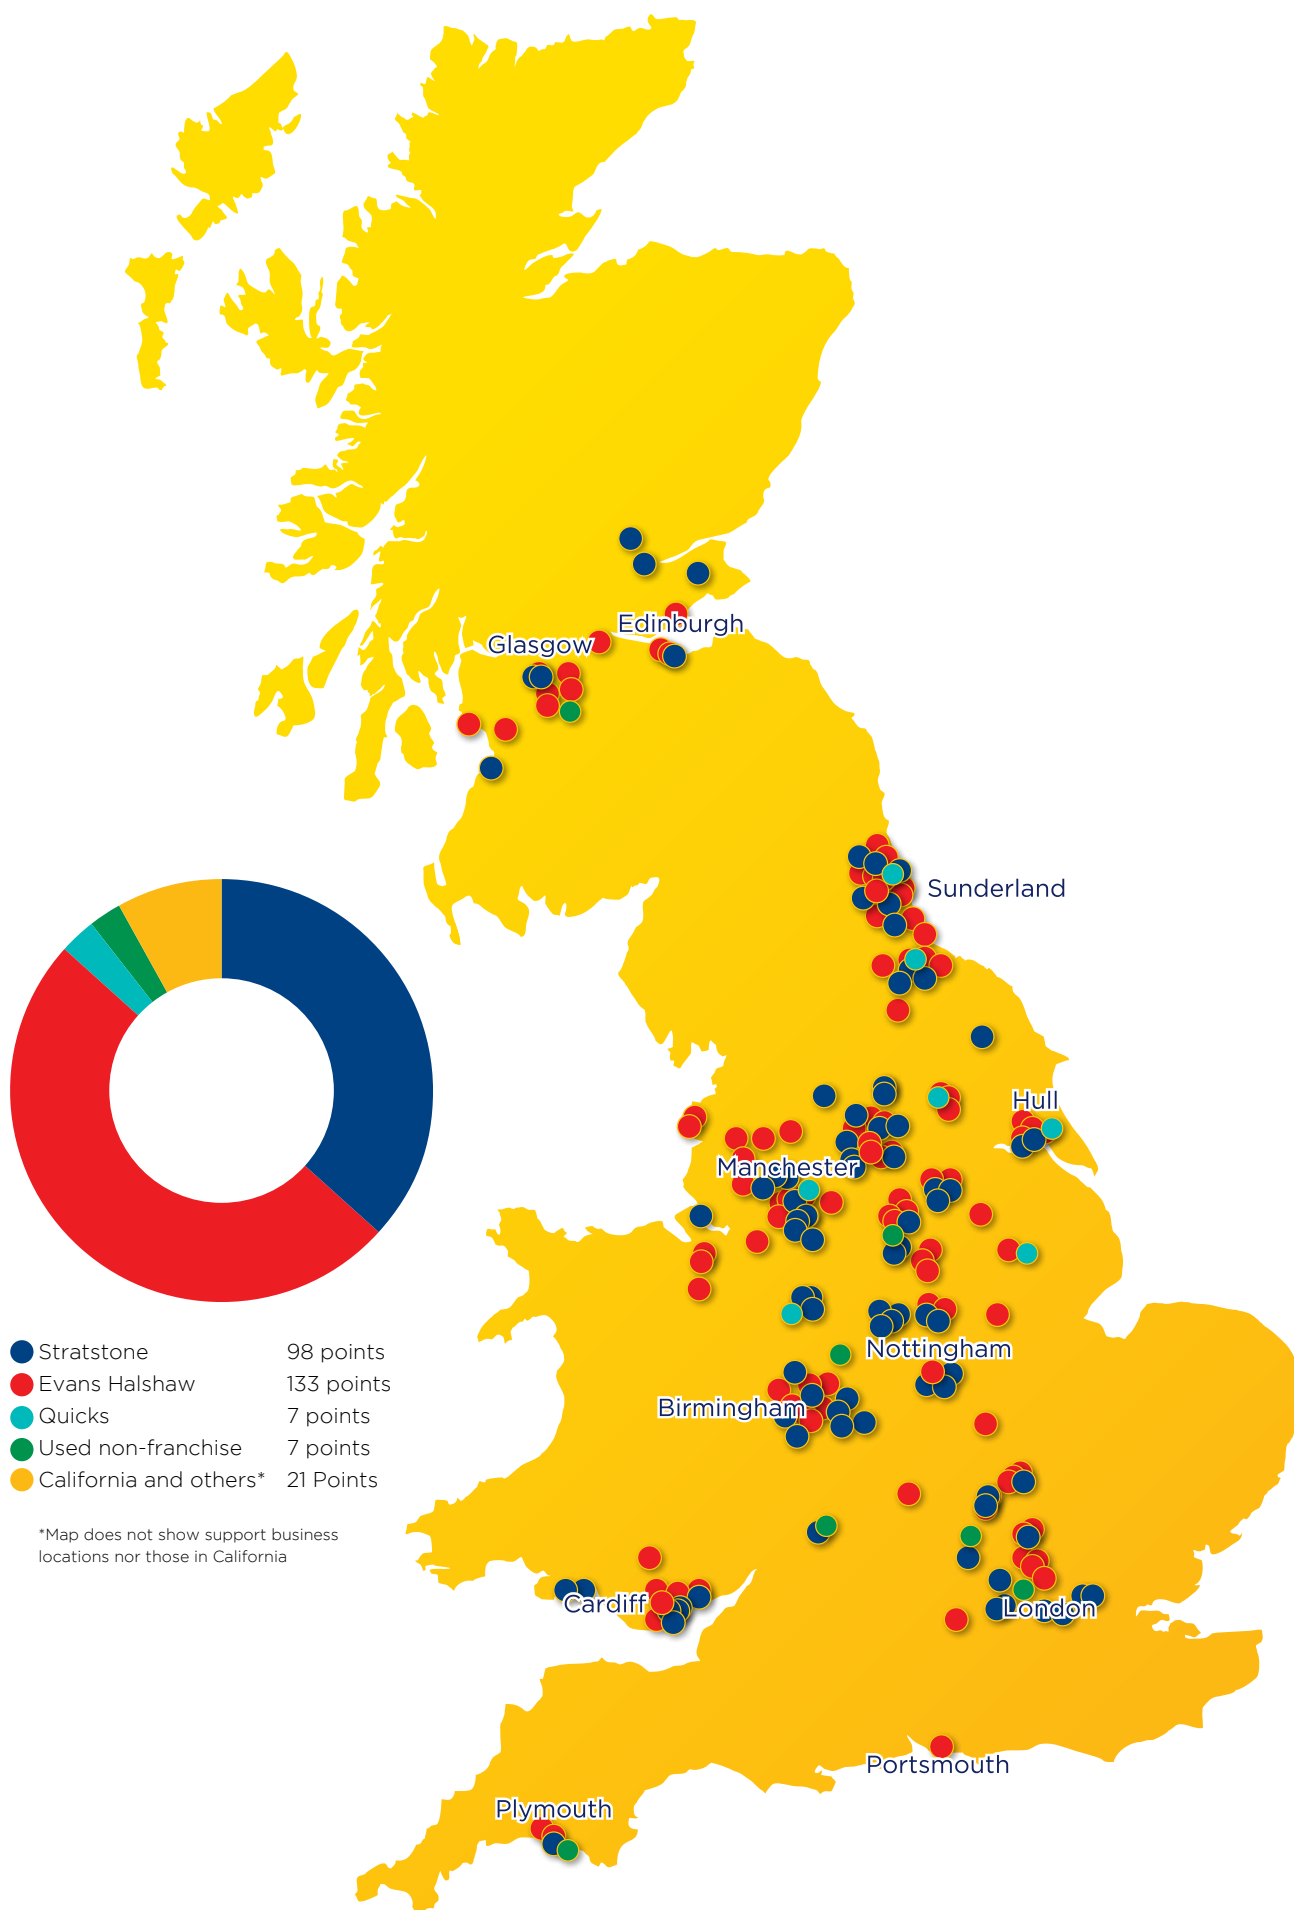 Edinburgh
Glasgow
Sunderland
Hull
Manchester
Nottingham
Stratstone 98 points
Evans Halshaw 133 points
Quicks 7 points
Used non-franchise 7 points
California and others* 21 Points
*Map does not show support business
locations nor those in California
Birmingham
Cardiff
London
Portsmouth
Plymouth